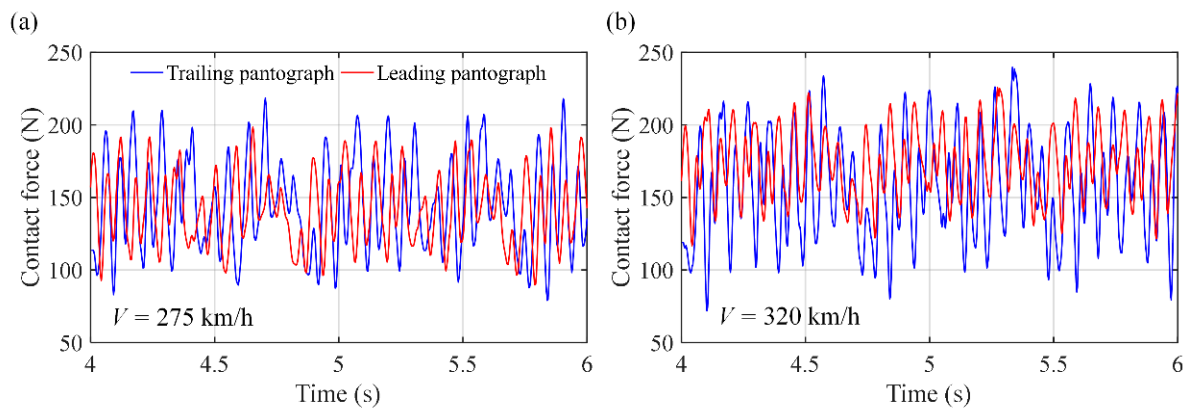 (a)
250
200
150
100
50
Contact force (N)
Trailing pantograph Leading pantograph
V = 275 km/h
4 4.5 5 5.5 6
Time (s)
(b)
250
200
150
100
50
Contact force (N)
V = 320 km/h
4 4.5 5 5.5 6
Time (s)